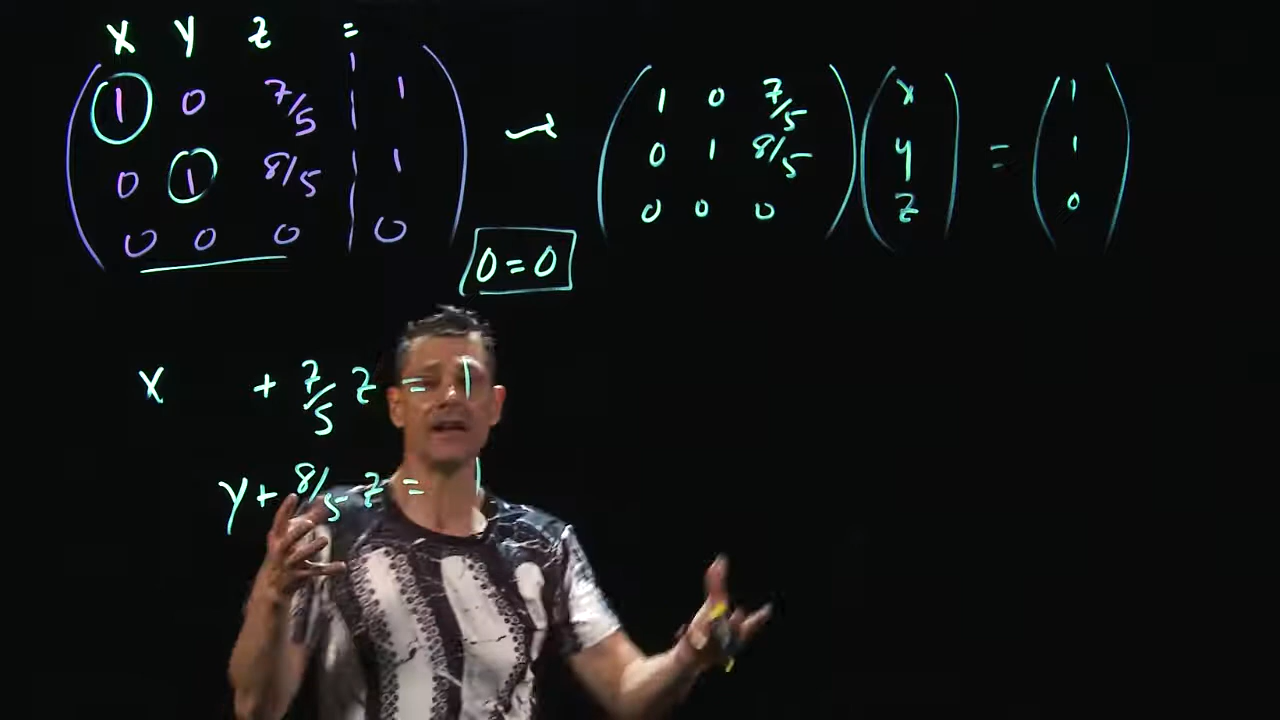 x y z =
1 0 7/5 | 1 → 1 0 7/5 x = 1
0 1 8/5 | 1 0 1 8/5 y 1
0 0 0 | 0 0 0 0 z 0
0 = 0
x + 7/5 z = 1
y + 8/5 z = 1